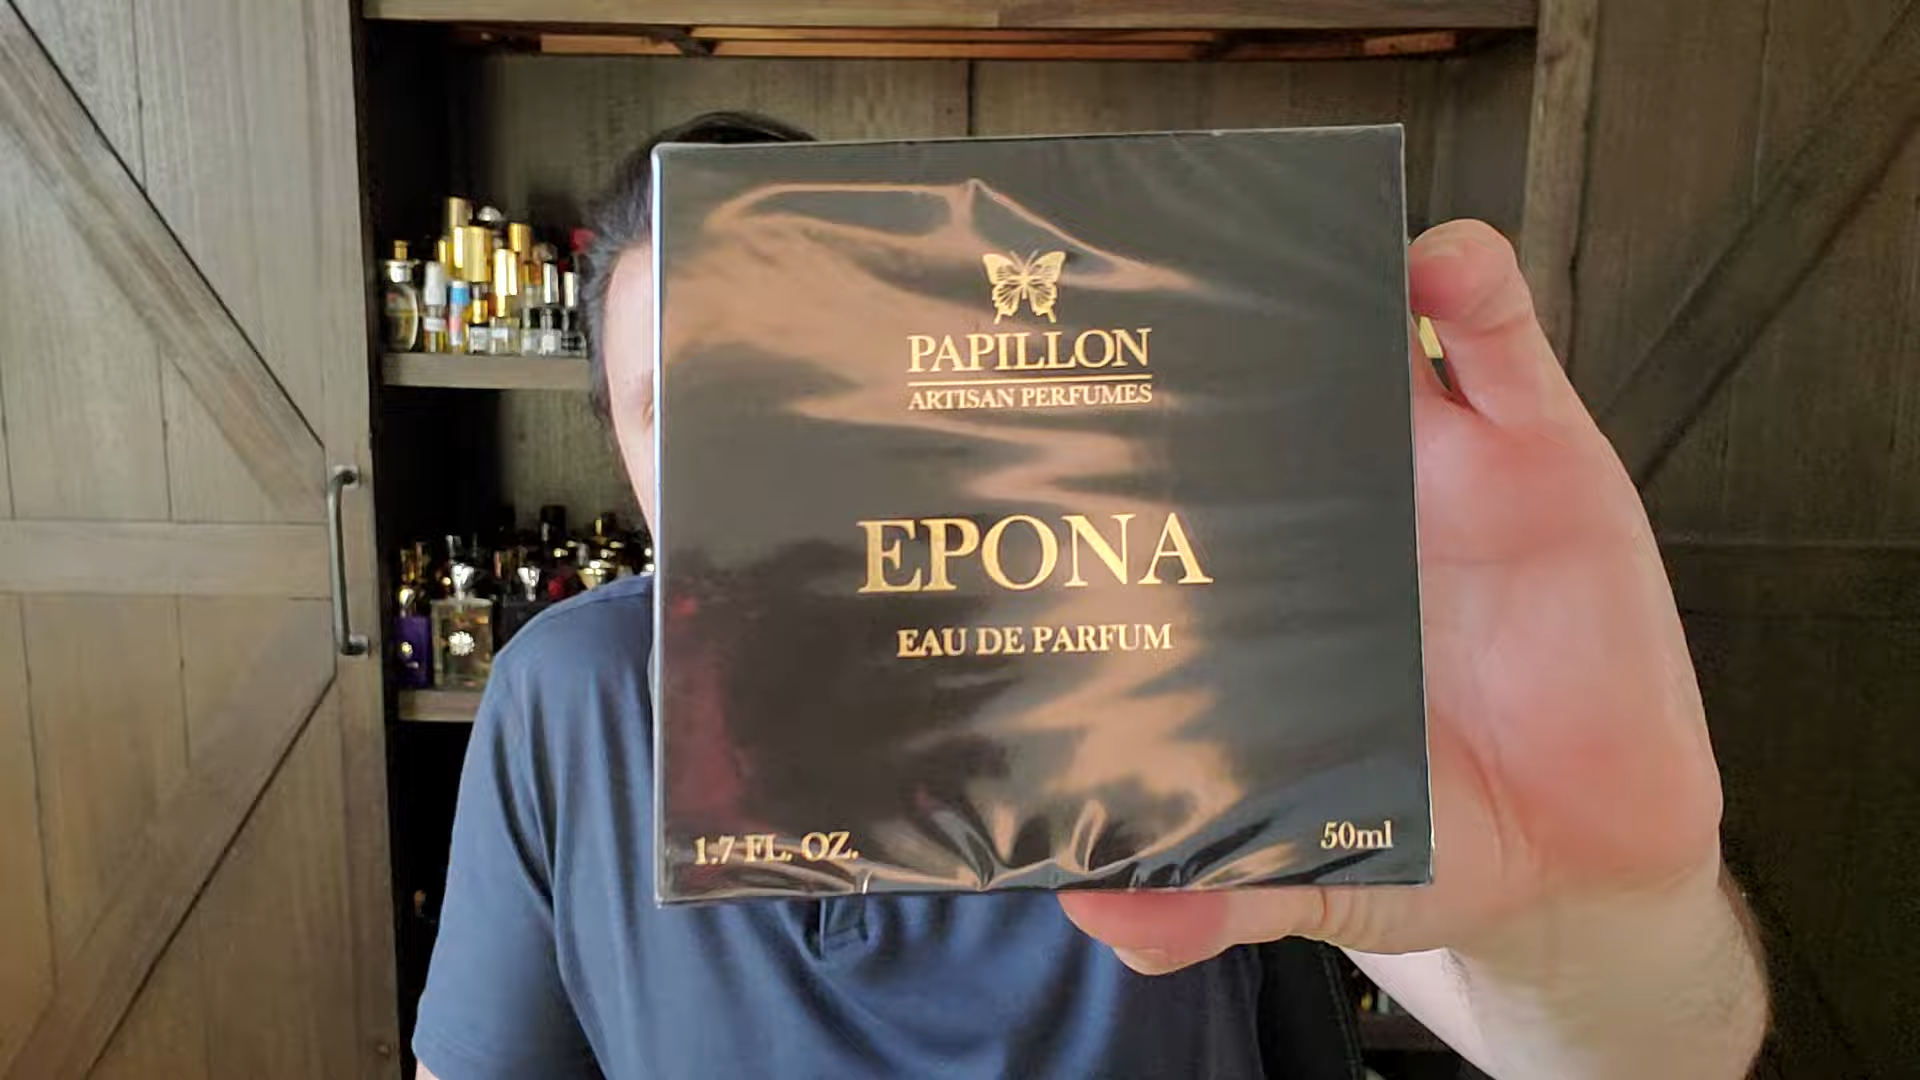 PAPILLON
ARTISAN PERFUMES
EPONA
EAU DE PARFUM
1.7 FL. OZ.
50ml